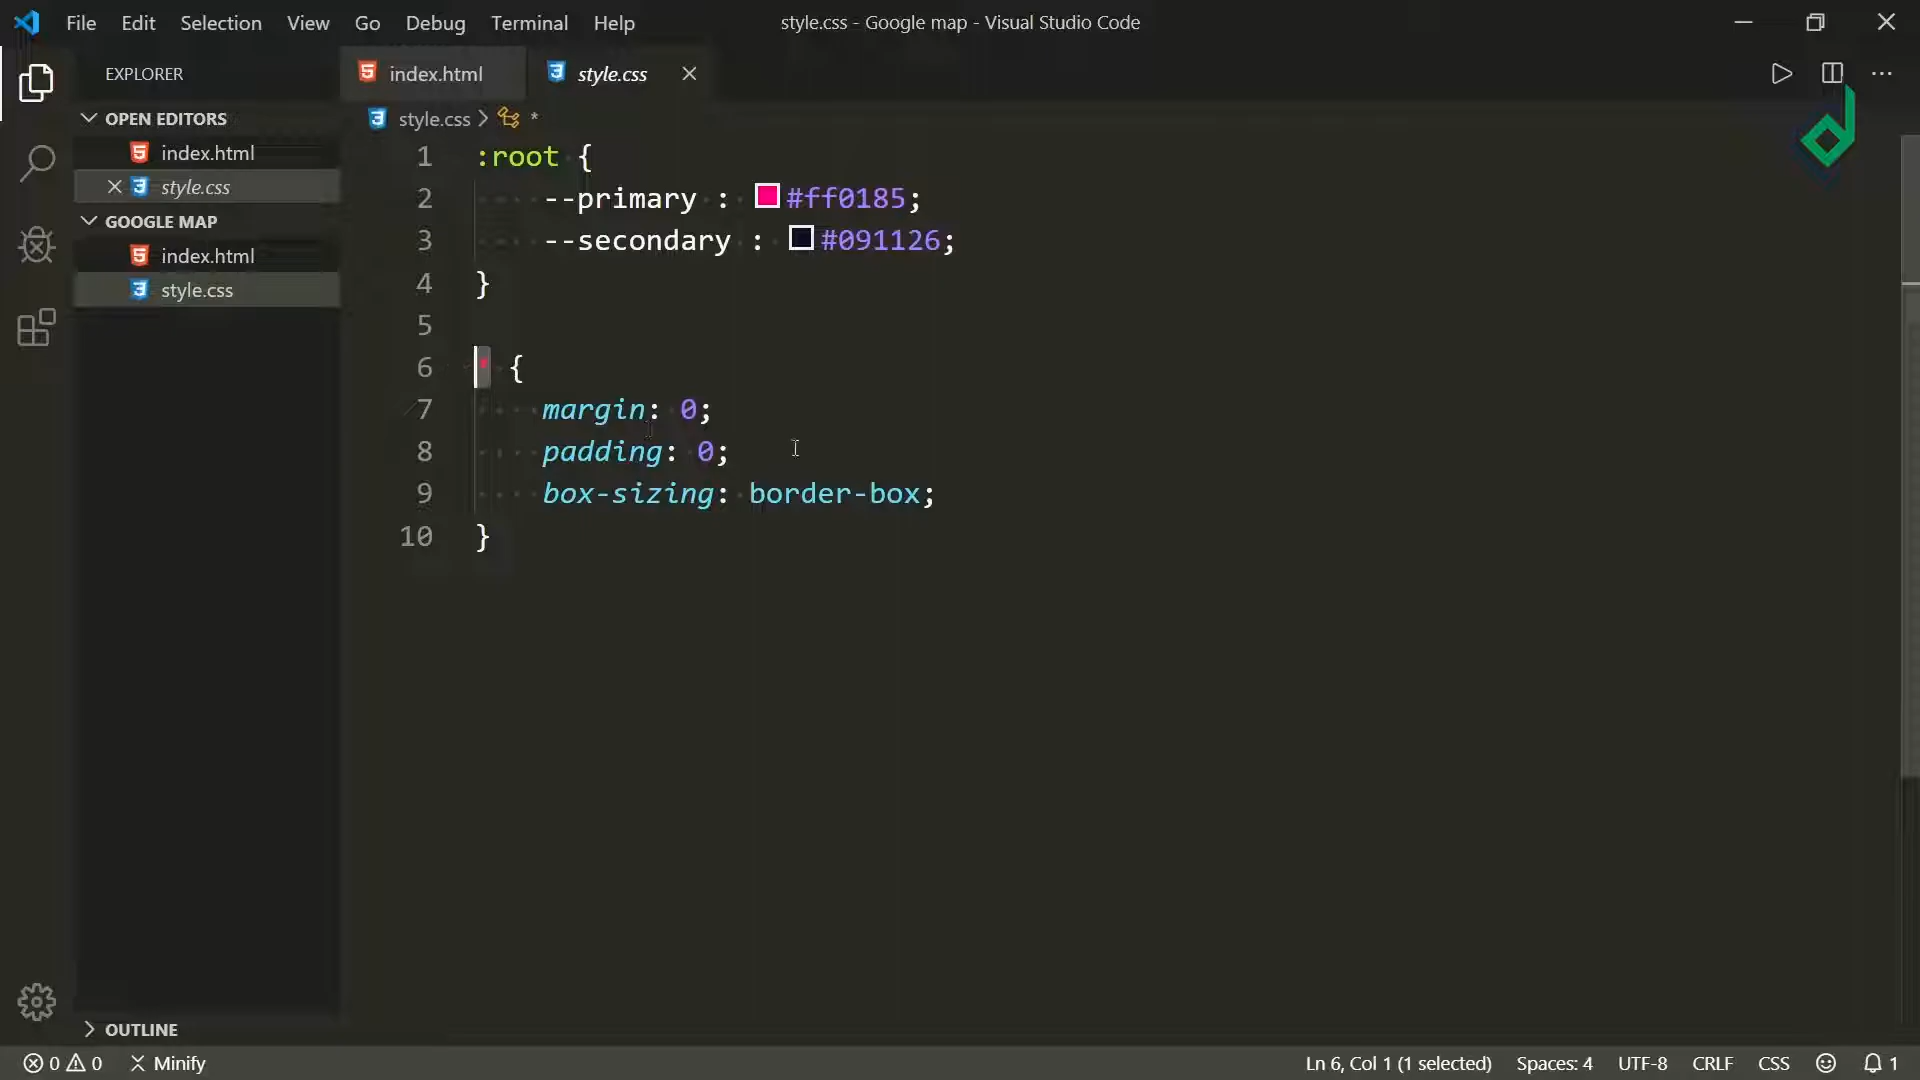 File Edit Selection View Go Debug Terminal Help style.css - Google map - Visual Studio Code
EXPLORER
OPEN EDITORS
index.html
style.css
GOOGLE MAP
index.html
style.css
OUTLINE
index.html style.css
style.css *
1 :root {
2 --primary : #ff0185;
3 --secondary : #091126;
4 }
5
6 * {
7 margin: 0;
8 padding: 0;
9 box-sizing: border-box;
10 }
0 0 Minify Ln 6, Col 1 (1 selected) Spaces: 4 UTF-8 CRLF CSS 1